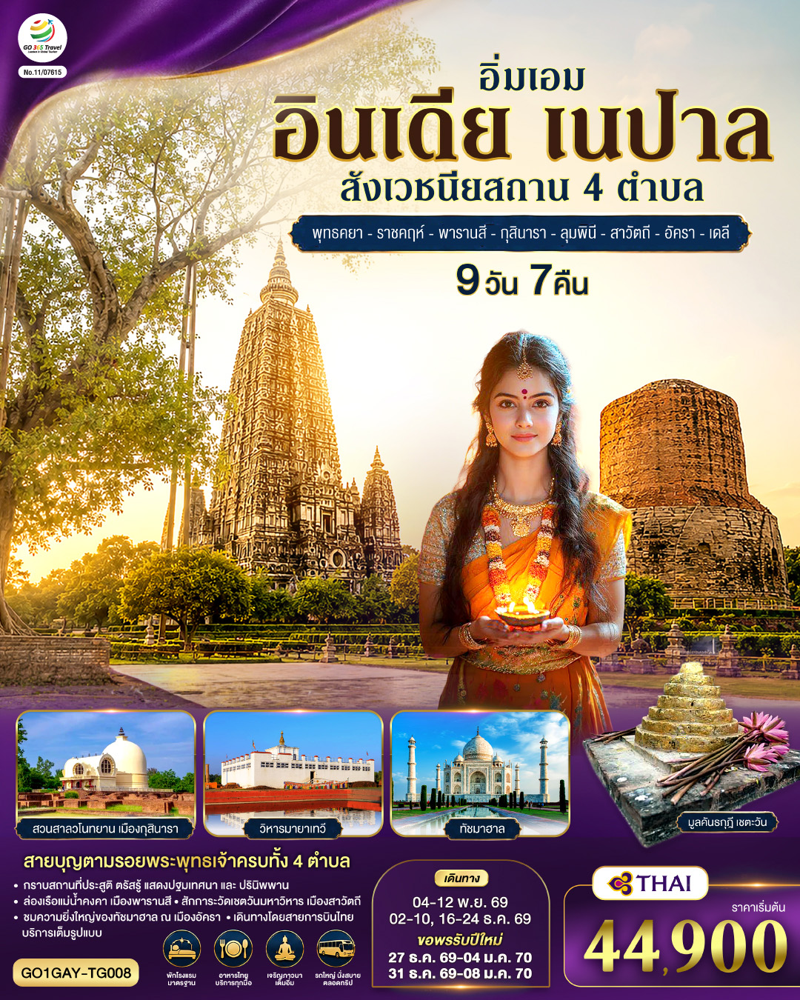 GO 365 Travel
Leaders in Global Tourism
No.11/07615
อิ่มเอม
อินเดีย เนปาล
สังเวชนียสถาน 4 ตำบล
พุทธคยา - ราชคฤห์ - พาราณสี - กุสินารา - ลุมพินี - สาวัตถี - อัครา - เดลี
9 วัน 7 คืน
สวนสาลวโนทยาน เมืองกุสินารา
วิหารมายาเทวี
ทัชมาฮาล
มูลคันธกุฎี เชตะวัน
สายบุญตามรอยพระพุทธเจ้าครบทั้ง 4 ตำบล
• กราบสถานที่ประสูติ ตรัสรู้ แสดงปฐมเทศนา และ ปรินิพพาน
• ล่องเรือแม่น้ำคงคา เมืองพาราณสี • สักการะวัดเชตวันมหาวิหาร เมืองสาวัตถี
• ชมความยิ่งใหญ่ของทัชมาฮาล ณ เมืองอัครา • เดินทางโดยสายการบินไทย
บริการเต็มรูปแบบ
GO1GAY-TG008
พักโรงแรม
มาตรฐาน
อาหารไทย
บริการทุกมื้อ
เจริญภาวนา
เต็มอิ่ม
รถใหญ่ นั่งสบาย
ตลอดทริป
เดินทาง
04-12 พ.ย. 69
02-10, 16-24 ธ.ค. 69
ขอพรรับปีใหม่
27 ธ.ค. 69-04 ม.ค. 70
31 ธ.ค. 69-08 ม.ค. 70
THAI
ราคาเริ่มต้น
44,900